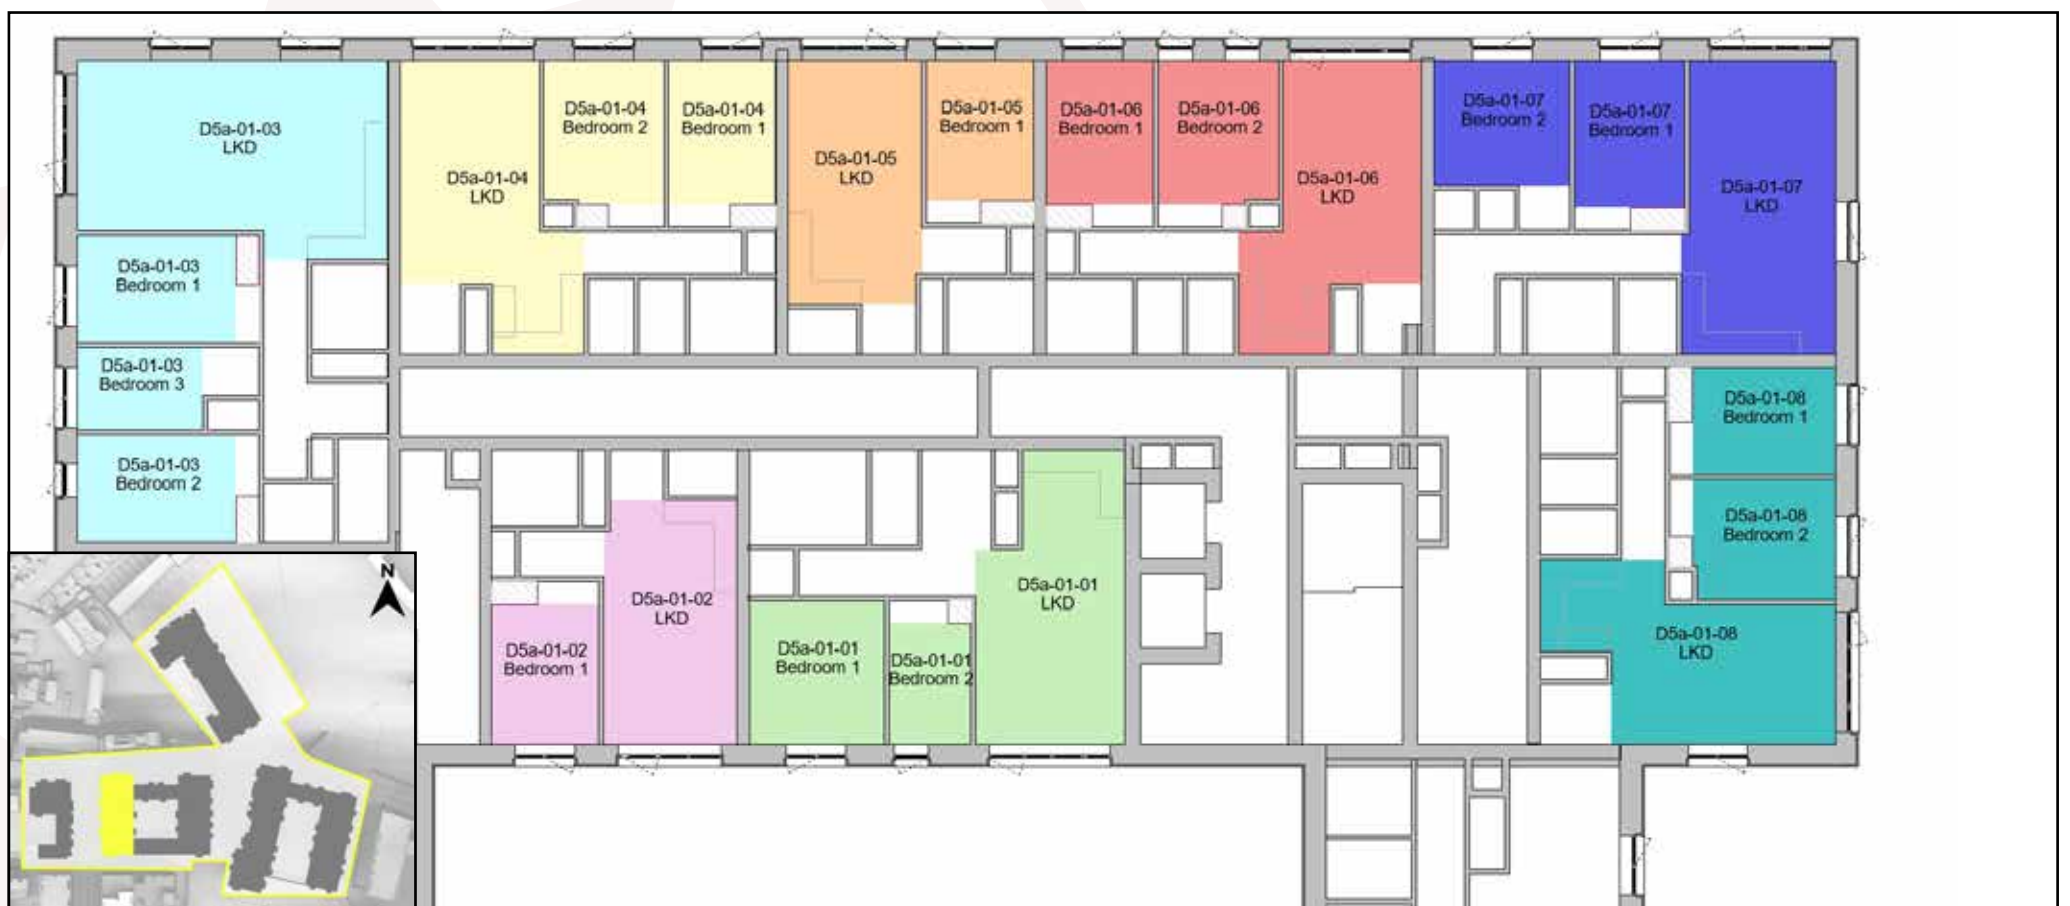 D5a-01-03
LKD
D5a-01-04
LKD
D5a-01-04
Bedroom 2
D5a-01-04
Bedroom 1
D5a-01-05
LKD
D5a-01-05
Bedroom 1
D5a-01-06
Bedroom 1
D5a-01-06
Bedroom 2
D5a-01-06
LKD
D5a-01-07
Bedroom 2
D5a-01-07
Bedroom 1
D5a-01-07
LKD
D5a-01-03
Bedroom 1
D5a-01-03
Bedroom 3
D5a-01-03
Bedroom 2
D5a-01-08
Bedroom 1
D5a-01-08
Bedroom 2
D5a-01-08
LKD
D5a-01-02
Bedroom 1
D5a-01-02
LKD
D5a-01-01
Bedroom 1
D5a-01-01
Bedroom 2
D5a-01-01
LKD
N